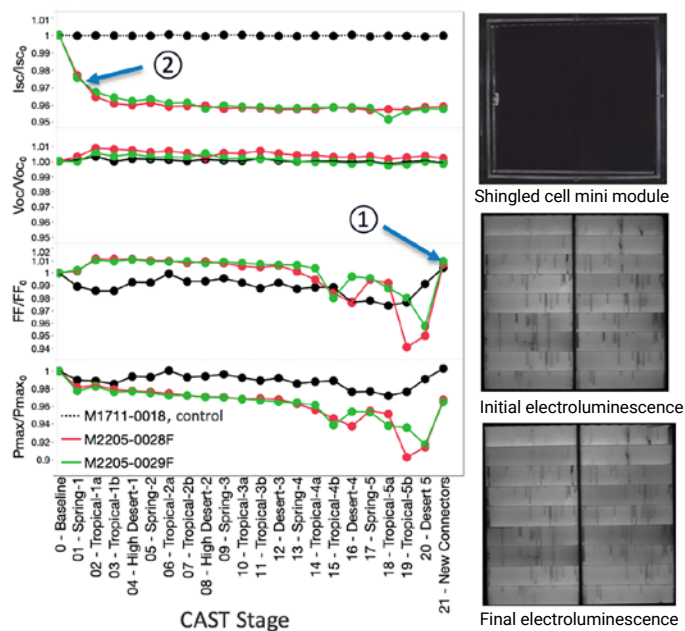 1.01
1
0.99
0.98
0.97
0.96
0.95
Isc/Isc0
②
1.01
1.00
0.99
0.98
0.97
0.96
0.95
Voc/Voc0
①
1.02
1.01
1.00
0.99
0.98
0.97
0.96
0.95
0.94
FF/FF0
1
0.98
0.96
0.94
0.92
0.9
Pmax/Pmax0
M1711-0018, control
M2205-0028F
M2205-0029F
0 - Baseline
01 - Spring-1
02 - Tropical-1a
03 - Tropical-1b
04 - High Desert-1
05 - Spring-2
06 - Tropical-2a
07 - Tropical-2b
08 - High Desert-2
09 - Spring-3
10 - Tropical-3a
11 - Tropical-3b
12 - Desert-3
13 - Spring-4
14 - Tropical-4a
15 - Tropical-4b
16 - Desert-4
17 - Spring-5
18 - Tropical-5a
19 - Tropical-5b
20 - Desert 5
21 - New Connectors
CAST Stage
Shingled cell mini module
Initial electroluminescence
Final electroluminescence